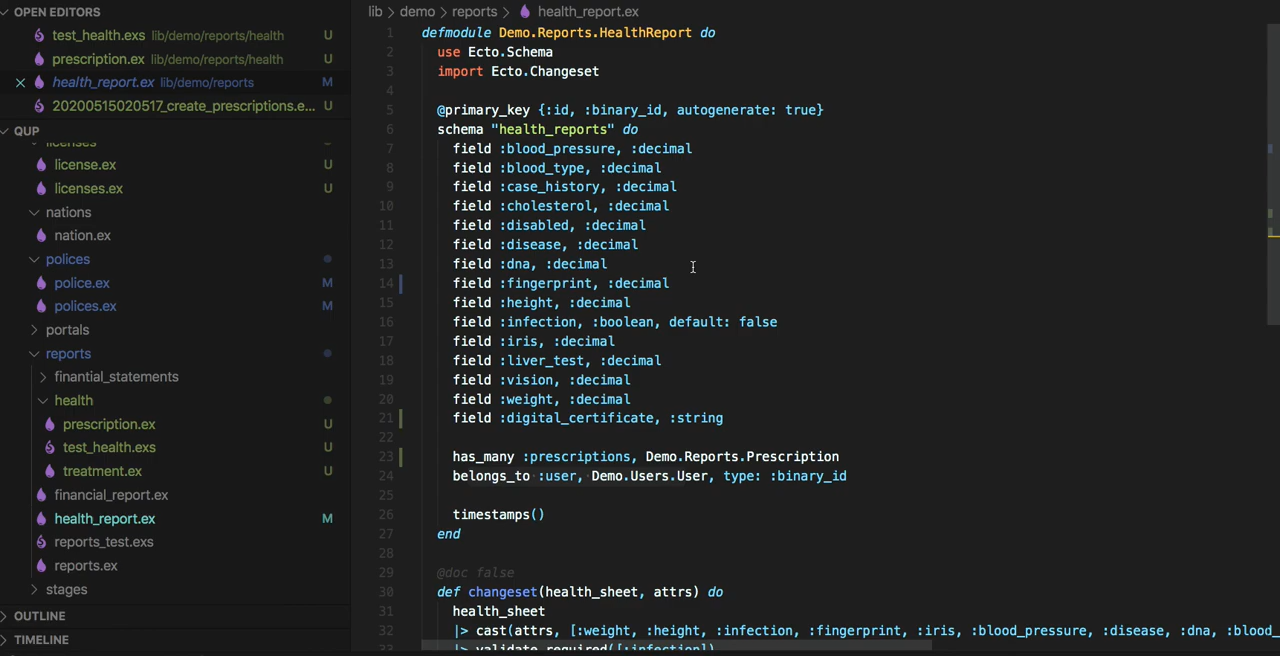 OPEN EDITORS
test_health.exs lib/demo/reports/health U
prescription.ex lib/demo/reports/health U
health_report.ex lib/demo/reports M
20200515020517_create_prescriptions.e... U
QUP
licenses
license.ex U
licenses.ex U
nations
nation.ex
polices
police.ex M
polices.ex M
portals
reports
finantial_statements
health
prescription.ex U
test_health.exs U
treatment.ex U
financial_report.ex
health_report.ex M
reports_test.exs
reports.ex
stages
OUTLINE
TIMELINE
lib > demo > reports > health_report.ex
1 defmodule Demo.Reports.HealthReport do
2 use Ecto.Schema
3 import Ecto.Changeset
4
5 @primary_key {:id, :binary_id, autogenerate: true}
6 schema "health_reports" do
7 field :blood_pressure, :decimal
8 field :blood_type, :decimal
9 field :case_history, :decimal
10 field :cholesterol, :decimal
11 field :disabled, :decimal
12 field :disease, :decimal
13 field :dna, :decimal
14 field :fingerprint, :decimal
15 field :height, :decimal
16 field :infection, :boolean, default: false
17 field :iris, :decimal
18 field :liver_test, :decimal
19 field :vision, :decimal
20 field :weight, :decimal
21 field :digital_certificate, :string
22
23 has_many :prescriptions, Demo.Reports.Prescription
24 belongs_to :user, Demo.Users.User, type: :binary_id
25
26 timestamps()
27 end
28
29 @doc false
30 def changeset(health_sheet, attrs) do
31 health_sheet
32 |> cast(attrs, [:weight, :height, :infection, :fingerprint, :iris, :blood_pressure, :disease, :dna, :blood_
33 |> validate_required([:infection])